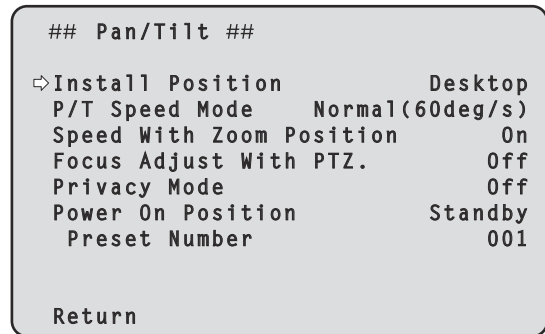 ## Pan/Tilt ##
⇨Install Position Desktop
P/T Speed Mode Normal(60deg/s)
Speed With Zoom Position On
Focus Adjust With PTZ. Off
Privacy Mode Off
Power On Position Standby
Preset Number 001
Return